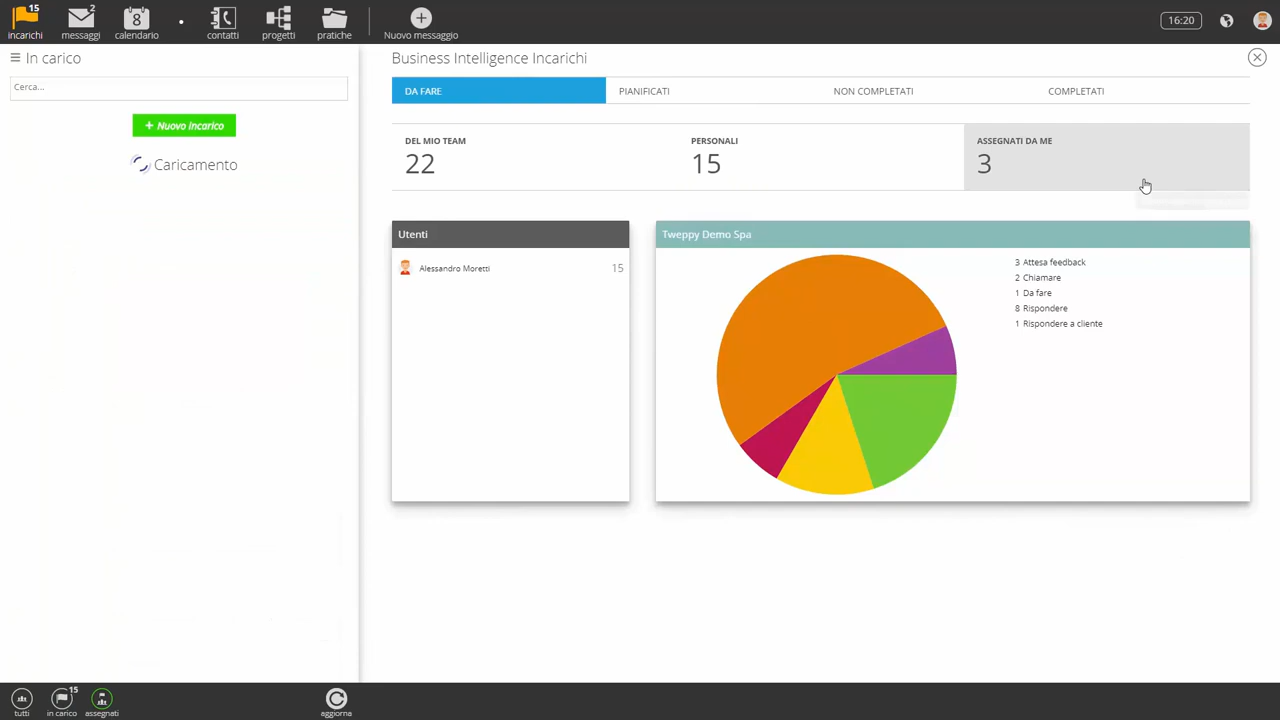 15
incarichi
2
messaggi
8
calendario
contatti
progetti
pratiche
Nuovo messaggio
16:20
In carico
Cerca...
+ Nuovo incarico
Caricamento
Business Intelligence Incarichi
DA FARE
PIANIFICATI
NON COMPLETATI
COMPLETATI
DEL MIO TEAM
22
PERSONALI
15
ASSEGNATI DA ME
3
Utenti
Alessandro Moretti 15
Tweppy Demo Spa
3 Attesa feedback
2 Chiamare
1 Da fare
8 Rispondere
1 Rispondere a cliente
tutti
15
in carico
assegnati
aggiorna